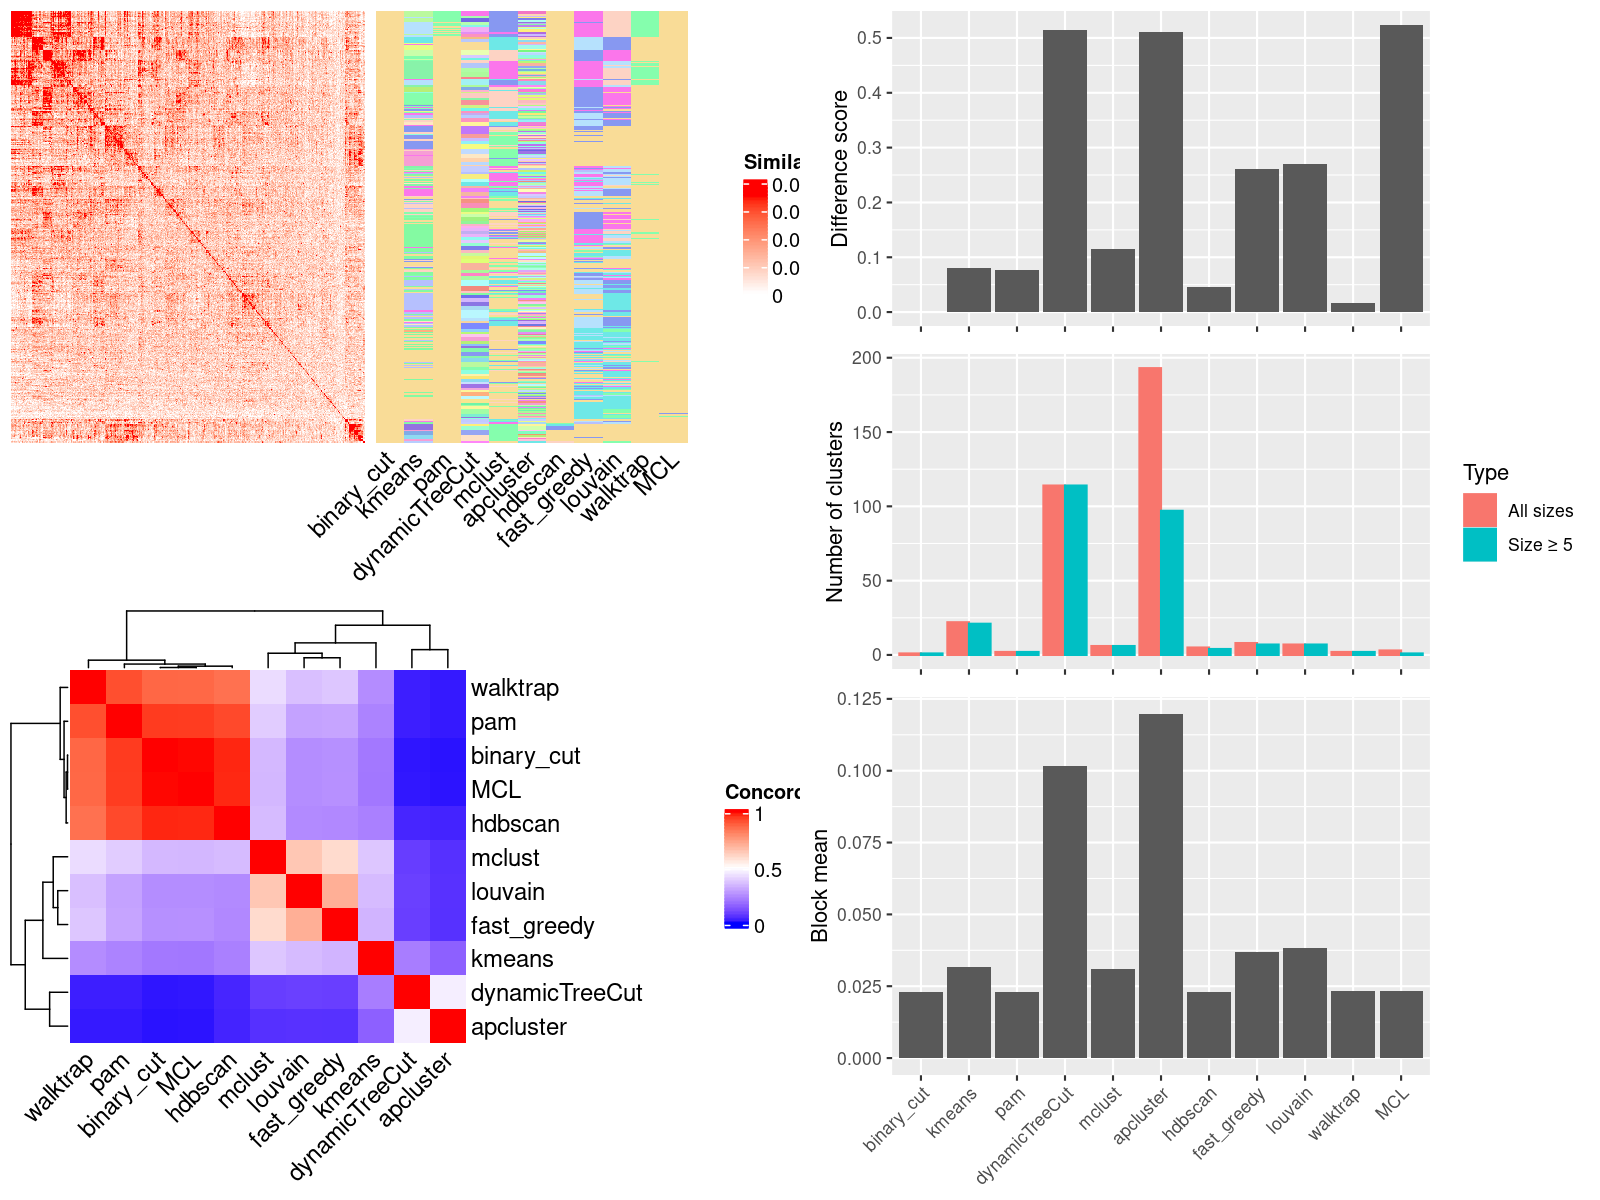 Simila
0.0
0.0
0.0
0.0
0
binary_cut
kmeans
pam
dynamicTreeCut
mclust
apcluster
hdbscan
fast_greedy
louvain
walktrap
MCL
walktrap
pam
binary_cut
MCL
hdbscan
mclust
louvain
fast_greedy
kmeans
dynamicTreeCut
apcluster
walktrap
pam
binary_cut
MCL
hdbscan
mclust
louvain
fast_greedy
kmeans
dynamicTreeCut
apcluster
Concord
1
0.5
0
Difference score
0.5
0.4
0.3
0.2
0.1
0.0
Number of clusters
200
150
100
50
0
Type
All sizes
Size ≥ 5
Block mean
0.125
0.100
0.075
0.050
0.025
0.000
binary_cut
kmeans
pam
dynamicTreeCut
mclust
apcluster
hdbscan
fast_greedy
louvain
walktrap
MCL